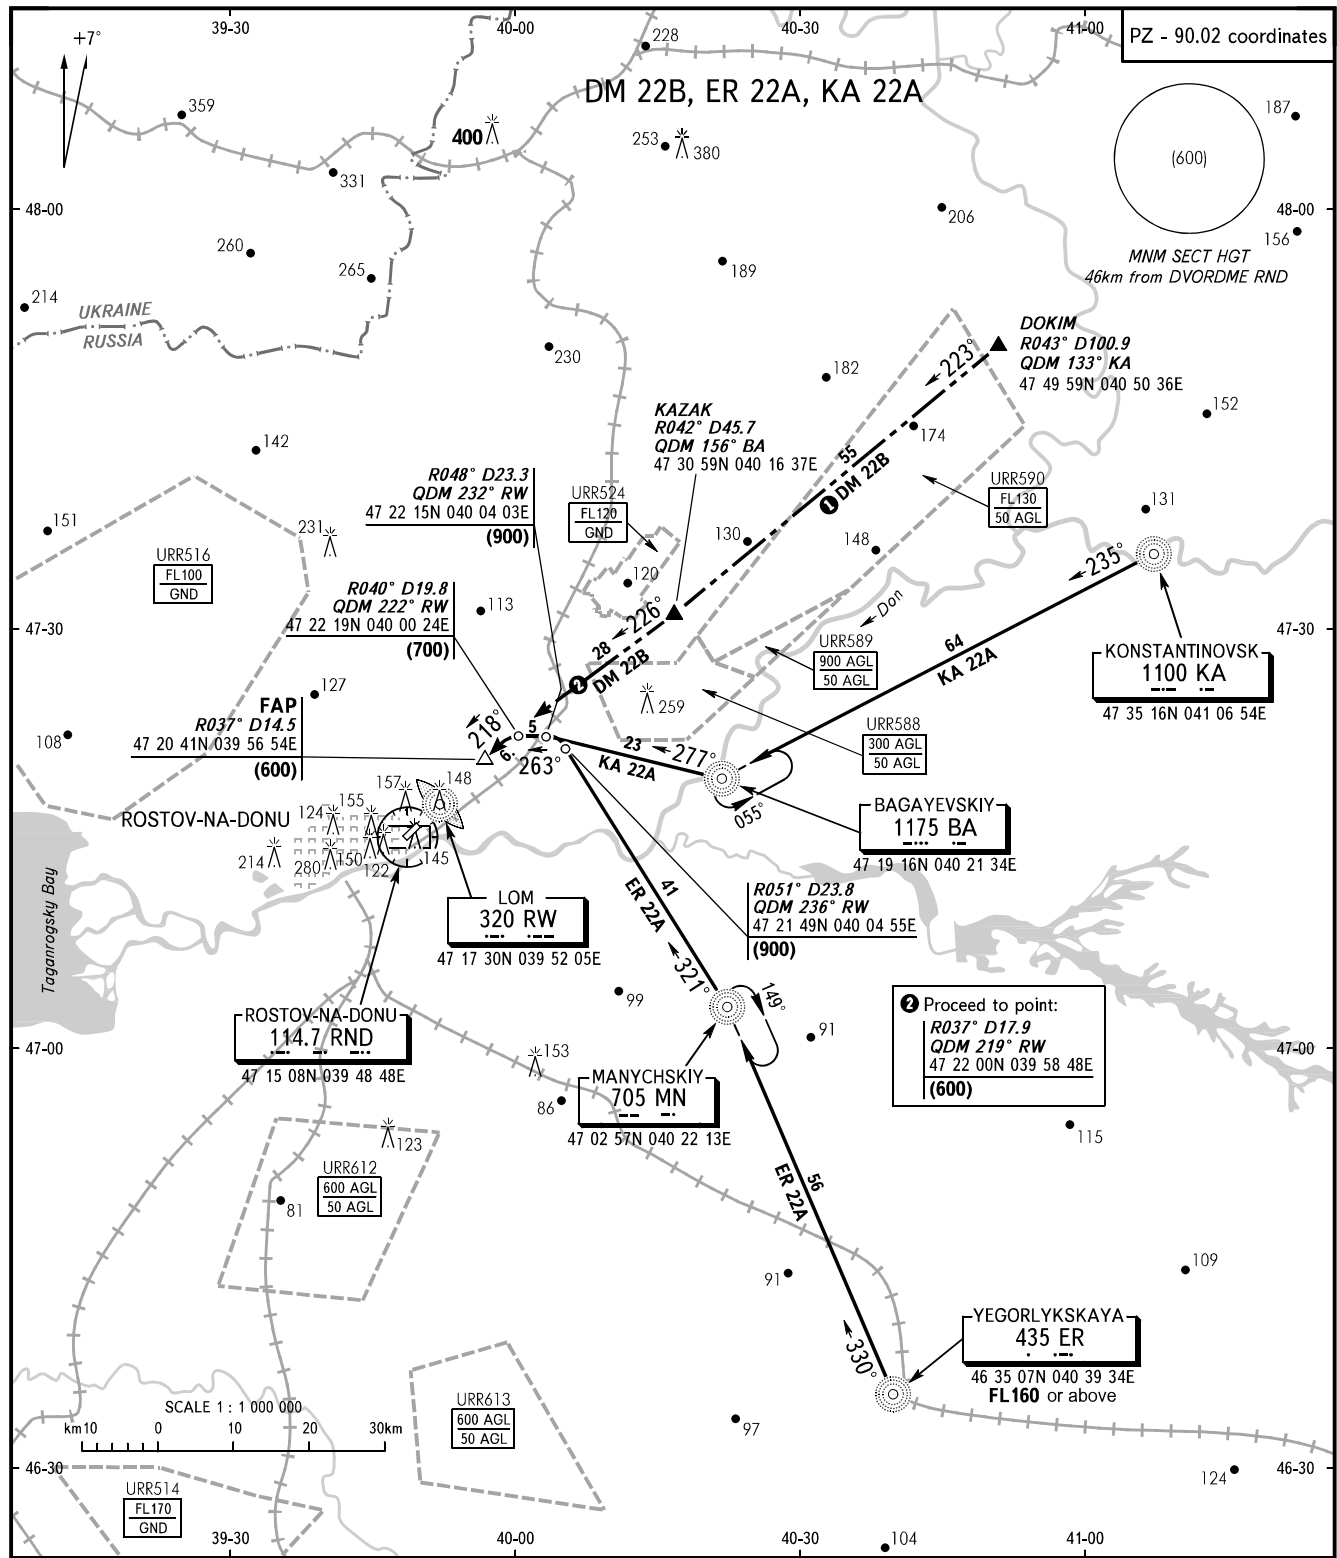 39-30
40-00
40-30
41-00
PZ - 90.02 coordinates
+7°
228
DM 22B, ER 22A, KA 22A
359
400
253
380
187
(600)
331
48-00
206
48-00
156
260
265
189
MNM SECT HGT
46km from DVORDME RND
214
UKRAINE
RUSSIA
230
182
DOKIM
R043° D100.9
QDM 133° KA
47 49 59N 040 50 36E
223°
152
142
174
KAZAK
R042° D45.7
QDM 156° BA
47 30 59N 040 16 37E
55
1 DM 22B
R048° D23.3
QDM 232° RW
47 22 15N 040 04 03E
(900)
URR524
FL120
GND
URR590
FL130
50 AGL
131
151
231
130
148
URR516
FL100
GND
235°
120
R040° D19.8
QDM 222° RW
47 22 19N 040 00 24E
(700)
113
226°
Don
47-30
47-30
28
2 DM 22B
URR589
900 AGL
50 AGL
64
KA 22A
KONSTANTINOVSK
1100 KA
47 35 16N 041 06 54E
127
FAP
R037° D14.5
47 20 41N 039 56 54E
(600)
259
108
218°
5
6
263°
23
KA 22A
277°
URR588
300 AGL
50 AGL
055°
157
148
BAGAYEVSKIY
1175 BA
47 19 16N 040 21 34E
ROSTOV-NA-DONU
124
155
214
280
150
122
145
Taganrogsky Bay
LOM
320 RW
47 17 30N 039 52 05E
41
ER 22A
R051° D23.8
QDM 236° RW
47 21 49N 040 04 55E
(900)
321°
149°
99
91
2 Proceed to point:
R037° D17.9
QDM 219° RW
47 22 00N 039 58 48E
(600)
ROSTOV-NA-DONU
114.7 RND
47 15 08N 039 48 48E
47-00
47-00
153
MANYCHSKIY
705 MN
47 02 57N 040 22 13E
86
123
115
URR612
600 AGL
50 AGL
81
56
ER 22A
91
109
YEGORLYKSKAYA
435 ER
46 35 07N 040 39 34E
FL160 or above
330°
SCALE 1 : 1 000 000
km10 0 10 20 30km
URR613
600 AGL
50 AGL
97
46-30
46-30
124
URR514
FL170
GND
104
39-30
40-00
40-30
41-00